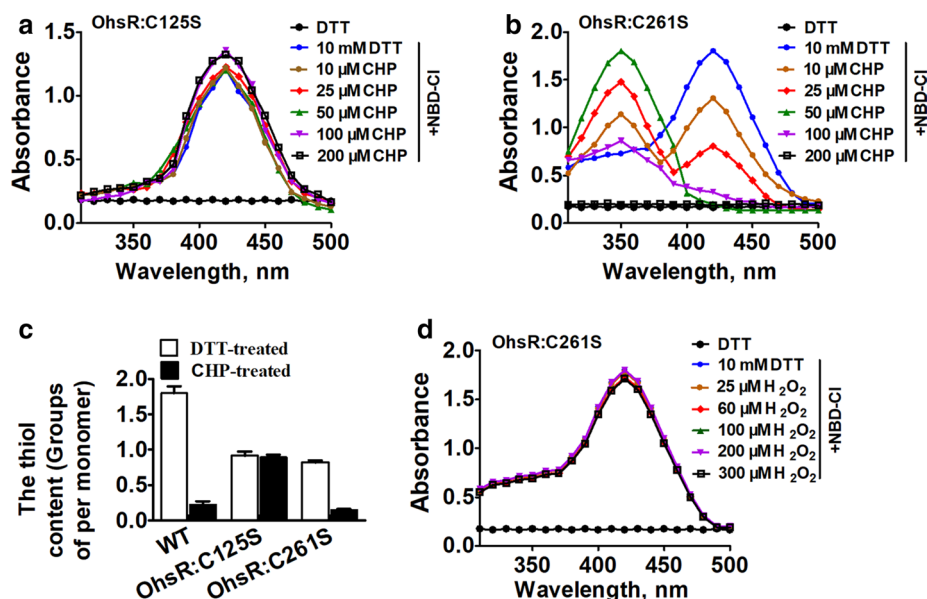 a
OhsR:C125S
Absorbance
1.5
1.0
0.5
0.0
350
400
450
500
Wavelength, nm
DTT
10 mM DTT
10 µM CHP
25 µM CHP
50 µM CHP
100 µM CHP
200 µM CHP
+NBD-Cl
b
OhsR:C261S
Absorbance
2.0
1.5
1.0
0.5
0.0
350
400
450
500
Wavelength, nm
DTT
10 mM DTT
10 µM CHP
25 µM CHP
50 µM CHP
100 µM CHP
200 µM CHP
+NBD-Cl
c
DTT-treated
CHP-treated
The thiol
content (Groups
of per monomer)
2.0
1.5
1.0
0.5
0.0
WT
OhsR:C125S
OhsR:C261S
d
OhsR:C261S
Absorbance
2.0
1.5
1.0
0.5
0.0
350
400
450
500
Wavelength, nm
DTT
10 mM DTT
25 µM H2O2
60 µM H2O2
100 µM H2O2
200 µM H2O2
300 µM H2O2
+NBD-Cl